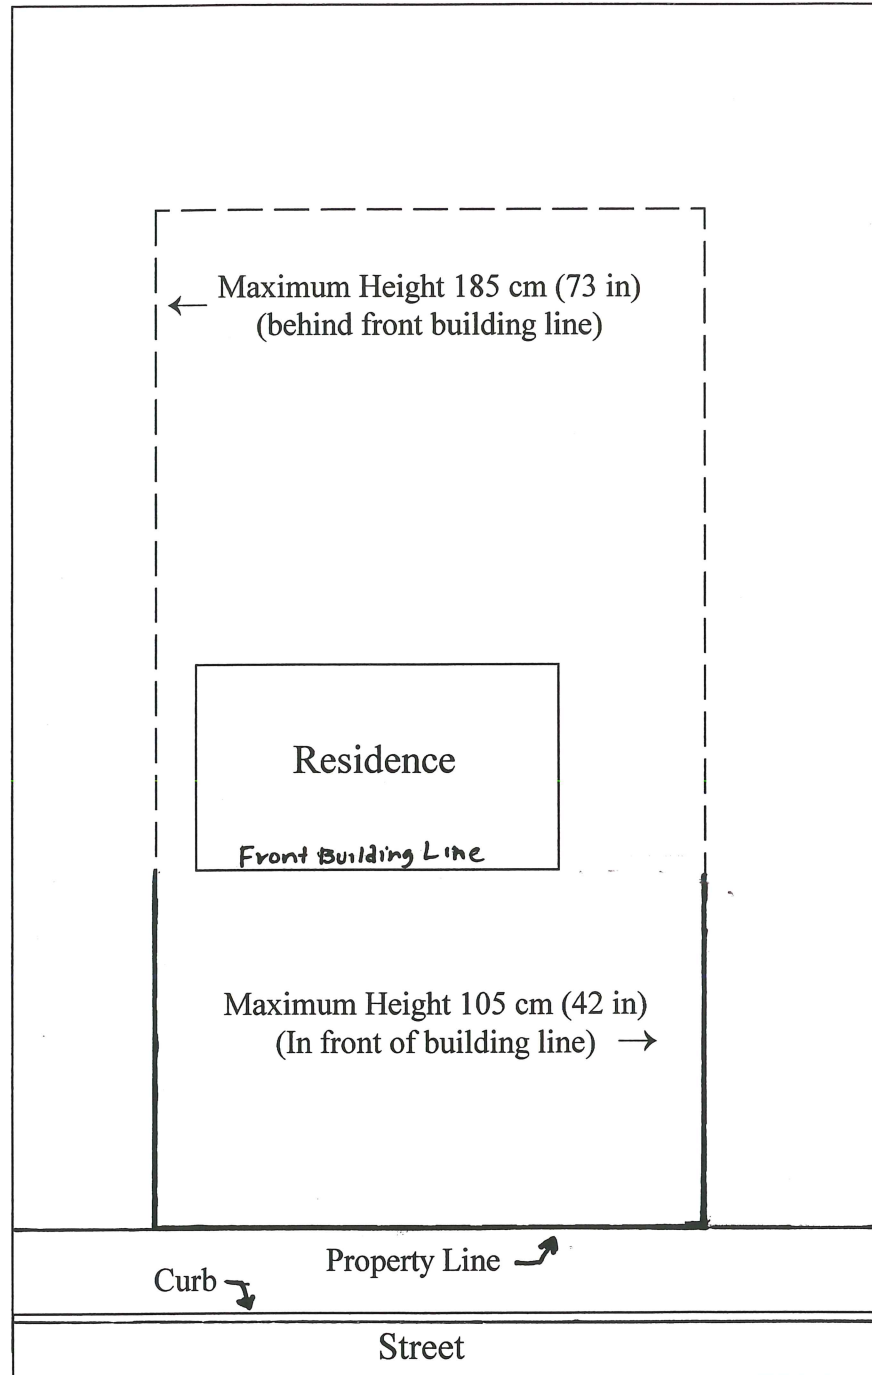 ← Maximum Height 185 cm (73 in)
(behind front building line)
Residence
Front Building Line
Maximum Height 105 cm (42 in)
(In front of building line) →
Property Line
Curb
Street